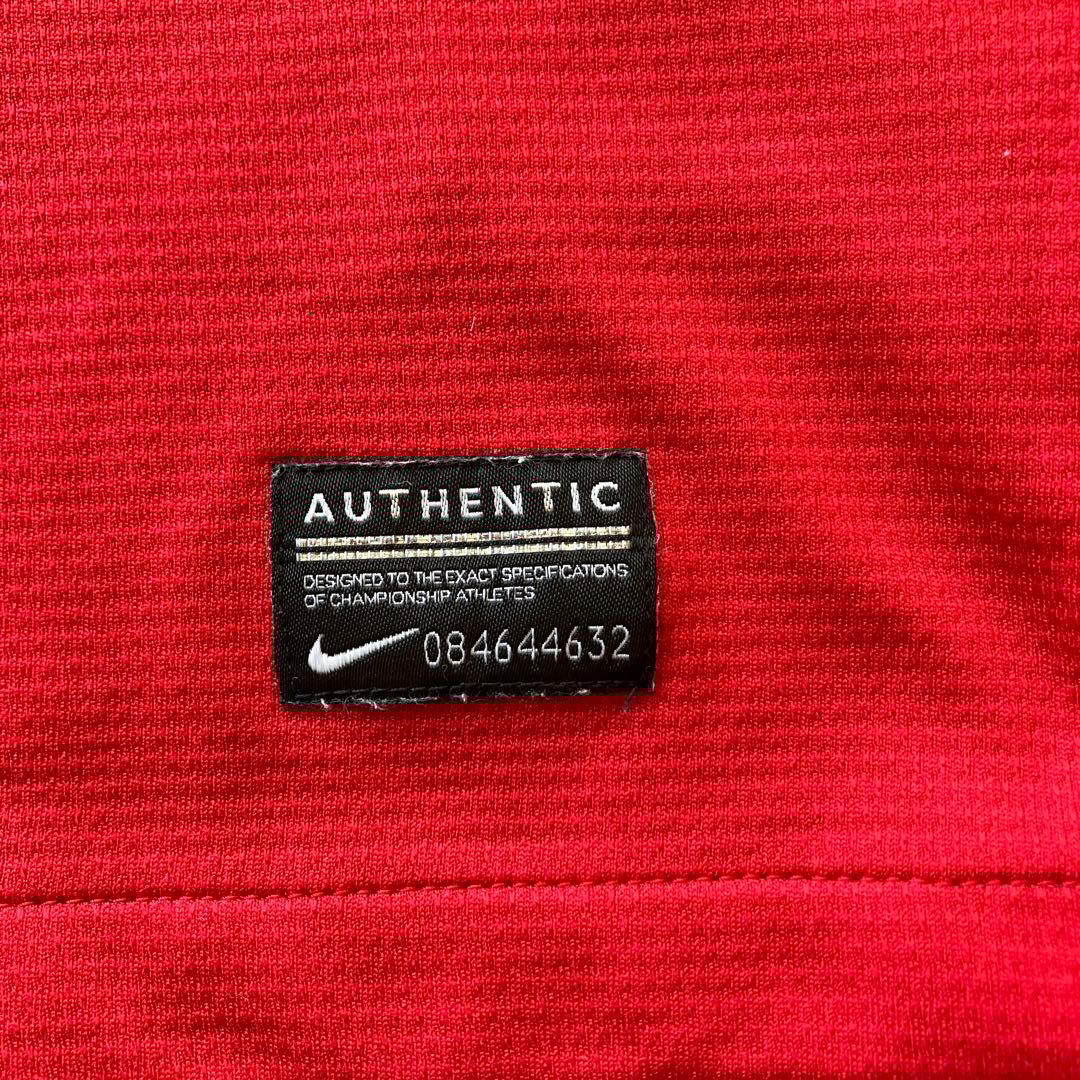 AUTHENTIC
DESIGNED TO THE EXACT SPECIFICATIONS
OF CHAMPIONSHIP ATHLETES
084644632